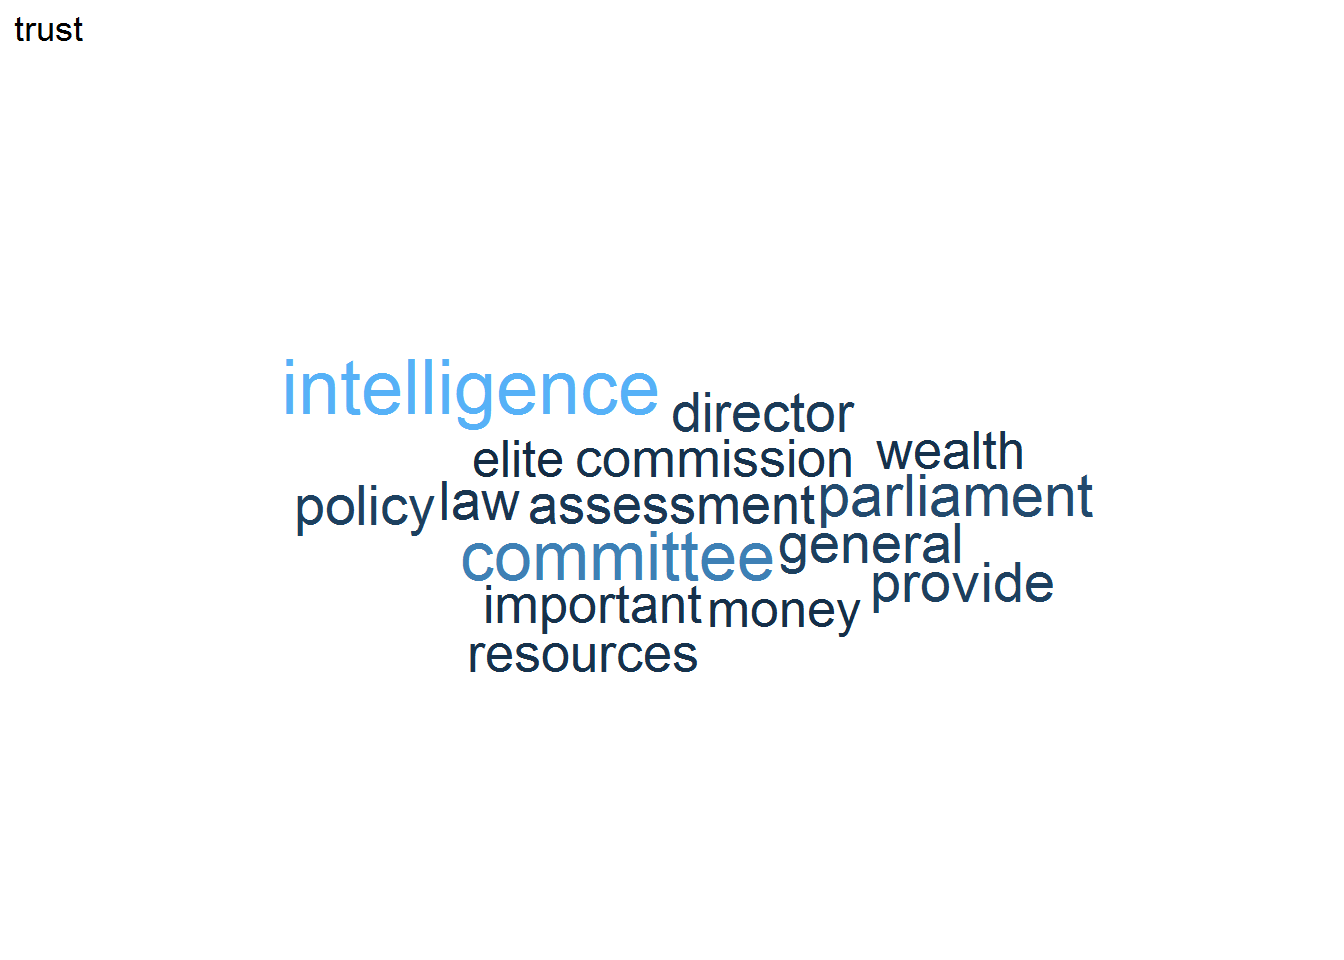 trust
intelligence
director
elite commission wealth
policy law assessment parliament
committee general
provide
important money
resources